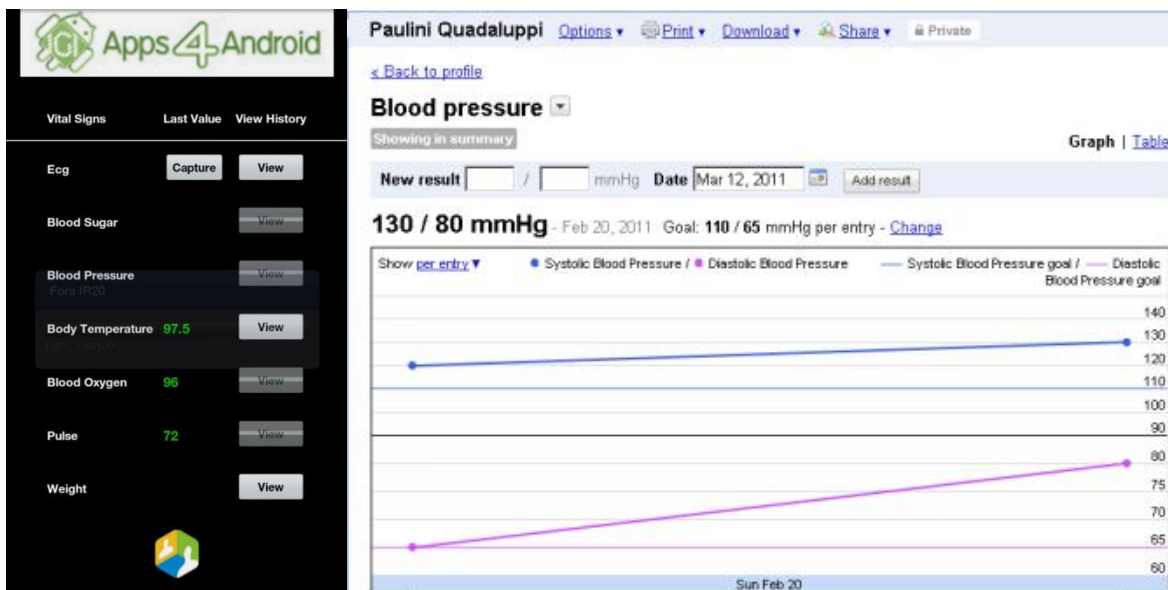 Apps4Android
Vital Signs Last Value View History
Ecg Capture View
Blood Sugar View
Blood Pressure View
Fora IR20
Body Temperature 97.5 View
100% 100/100
Blood Oxygen 96 View
Pulse 72 View
Weight View
Paulini Quadaluppi Options ▾ Print ▾ Download ▾ Share ▾ Private
« Back to profile
Blood pressure
Showing in summary
Graph | Table
New result / mmHg Date Mar 12, 2011 Add result
130 / 80 mmHg - Feb 20, 2011 Goal: 110 / 65 mmHg per entry - Change
Show per entry ▾ Systolic Blood Pressure / Diastolic Blood Pressure Systolic Blood Pressure goal / Diastolic
Blood Pressure goal
140
130
120
110
100
90
80
75
70
65
60
Sun Feb 20